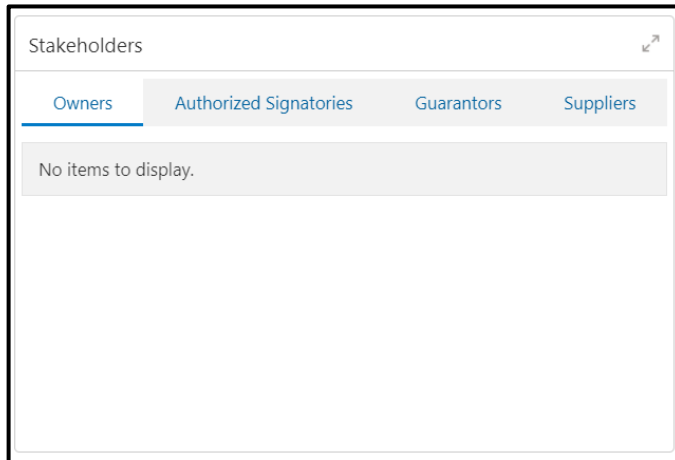 Stakeholders
Owners Authorized Signatories Guarantors Suppliers
No items to display.